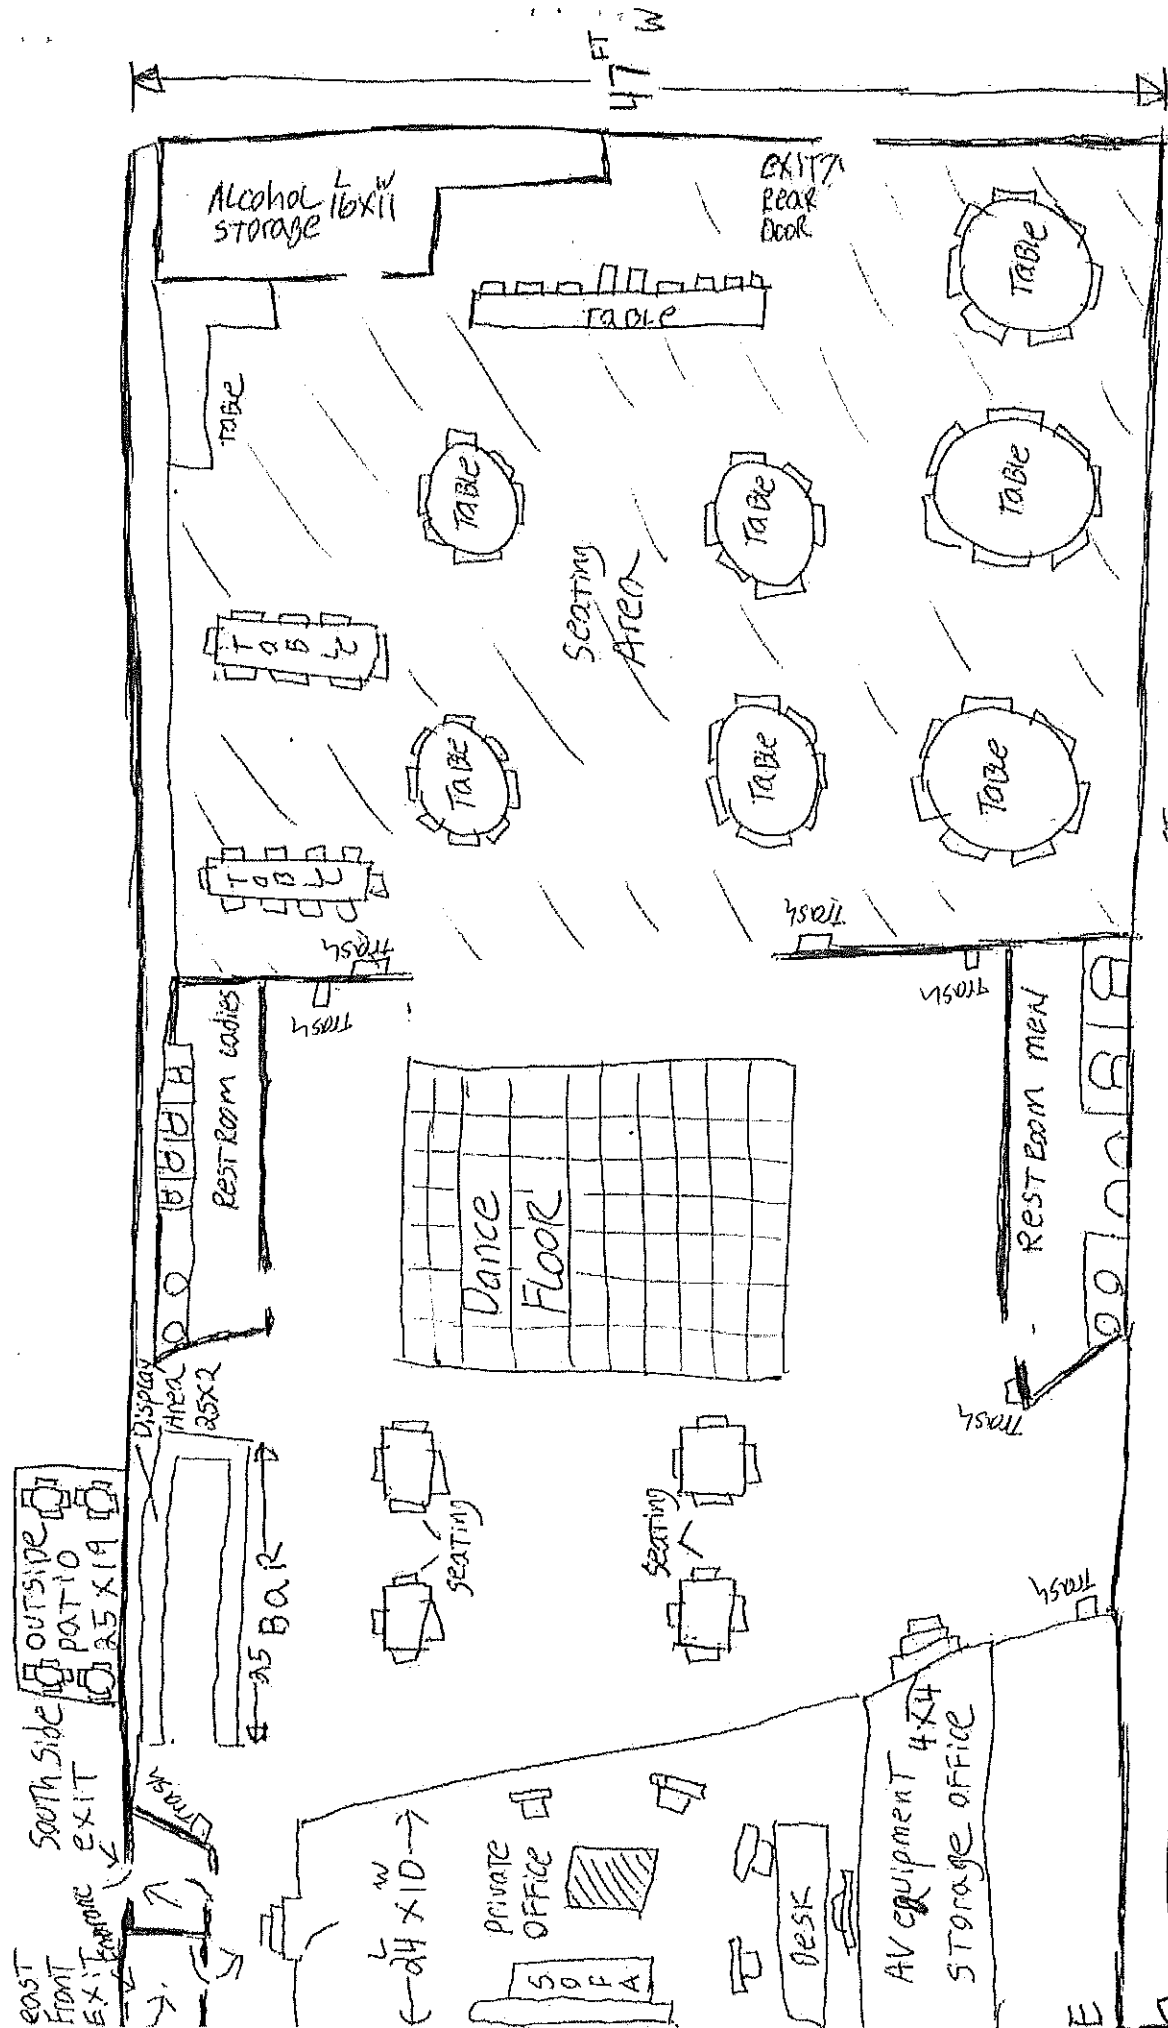 47 FT
W
Alcohol
STORAGE
L W
16X11
EXIT
REAR
DOOR
TABLE
TABLE
TABLE
TABLE
TABLE
TABLE
Seating
Area
TABLE
TABLE
TABLE
TABLE
TABLE
TABLE
Trash
Trash
Trash
Trash
RESTROOM Ladies
RESTROOM MEN
Dance
FLOOR
Display
Area
25X2
Trash
OUTSIDE
PATIO
25X19
25
BAR
seating
seating
Trash
South Side
EXIT
Trash
L W
24X10
Private
OFFICE
SOFA
Desk
AV equipment
4X4
STorage OFFICE
east
Front
EXIT
E